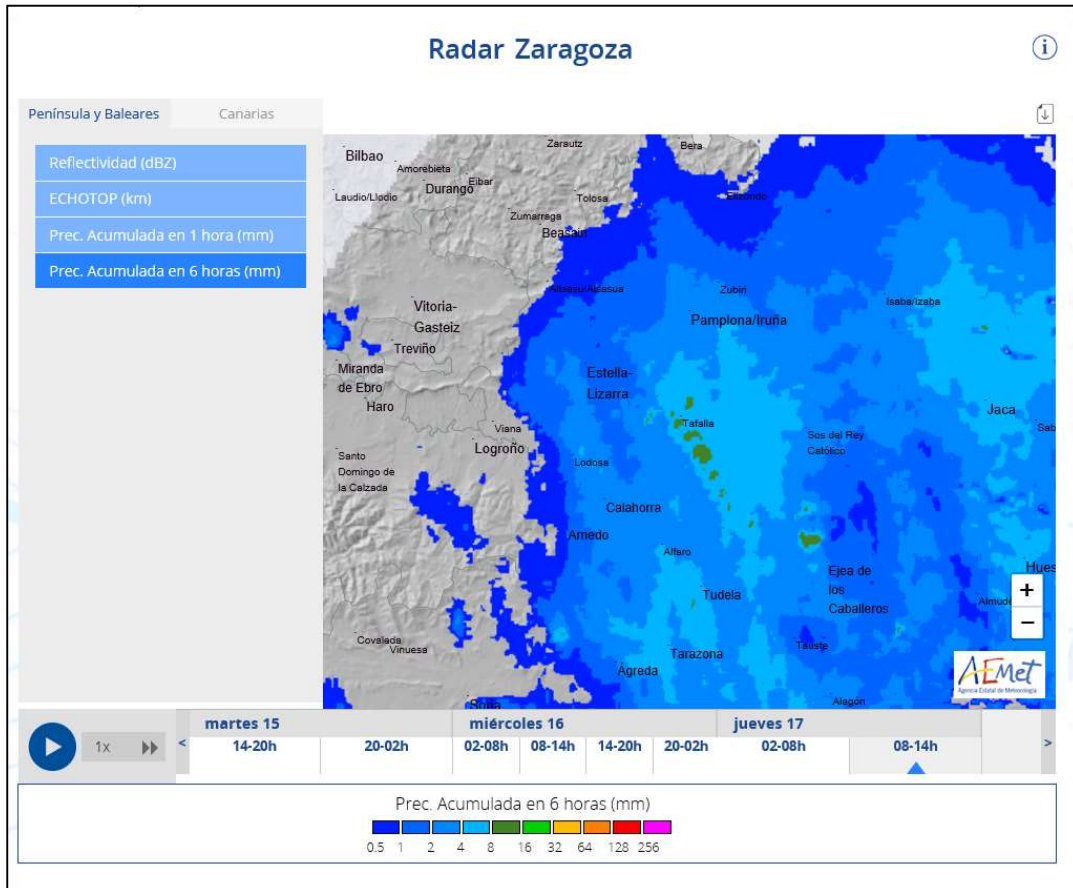 Radar Zaragoza
i
Península y Baleares
Canarias
Reflectividad (dBZ)
ECHOTOP (km)
Prec. Acumulada en 1 hora (mm)
Prec. Acumulada en 6 horas (mm)
Zarautz
Bera
Bilbao
Amorebieta
Eibar
Durango
Laudio/Llodio
Tolosa
Elizondo
Zumarraga
Beasain
Altsasu/Alsasua
Zubiri
Isaba/Izaba
Vitoria-
Gasteiz
Pamplona/Iruña
Treviño
Miranda
de Ebro
Estella-
Lizarra
Haro
Jaca
Tafalla
Viana
Sos del Rey
Católico
Sab
Logroño
Santo
Domingo de
la Calzada
Lodosa
Calahorra
Arnedo
Alfaro
Ejea de
los
Caballeros
Hues
Tudela
Almudé
Covaleda
Vinuesa
Tarazona
Tauste
Ágreda
Soria
Alagón
+
−
AEMet
Agencia Estatal de Meteorología
martes 15
miércoles 16
jueves 17
1x
<
14-20h
20-02h
02-08h
08-14h
14-20h
20-02h
02-08h
08-14h
>
Prec. Acumulada en 6 horas (mm)
0.5 1 2 4 8 16 32 64 128 256